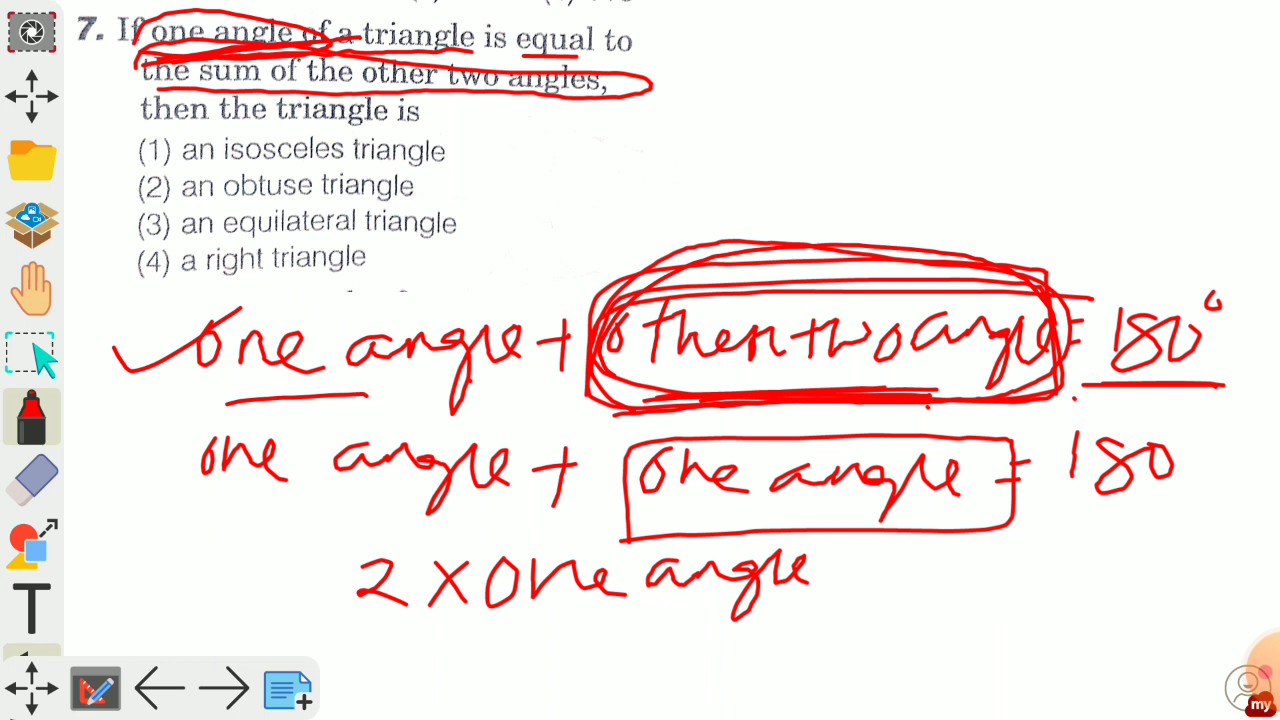 7. If one angle of a triangle is equal to
the sum of the other two angles,
then the triangle is
(1) an isosceles triangle
(2) an obtuse triangle
(3) an equilateral triangle
(4) a right triangle
one angle + other two angle = 180°
one angle + one angle = 180
2 × one angle
T
my